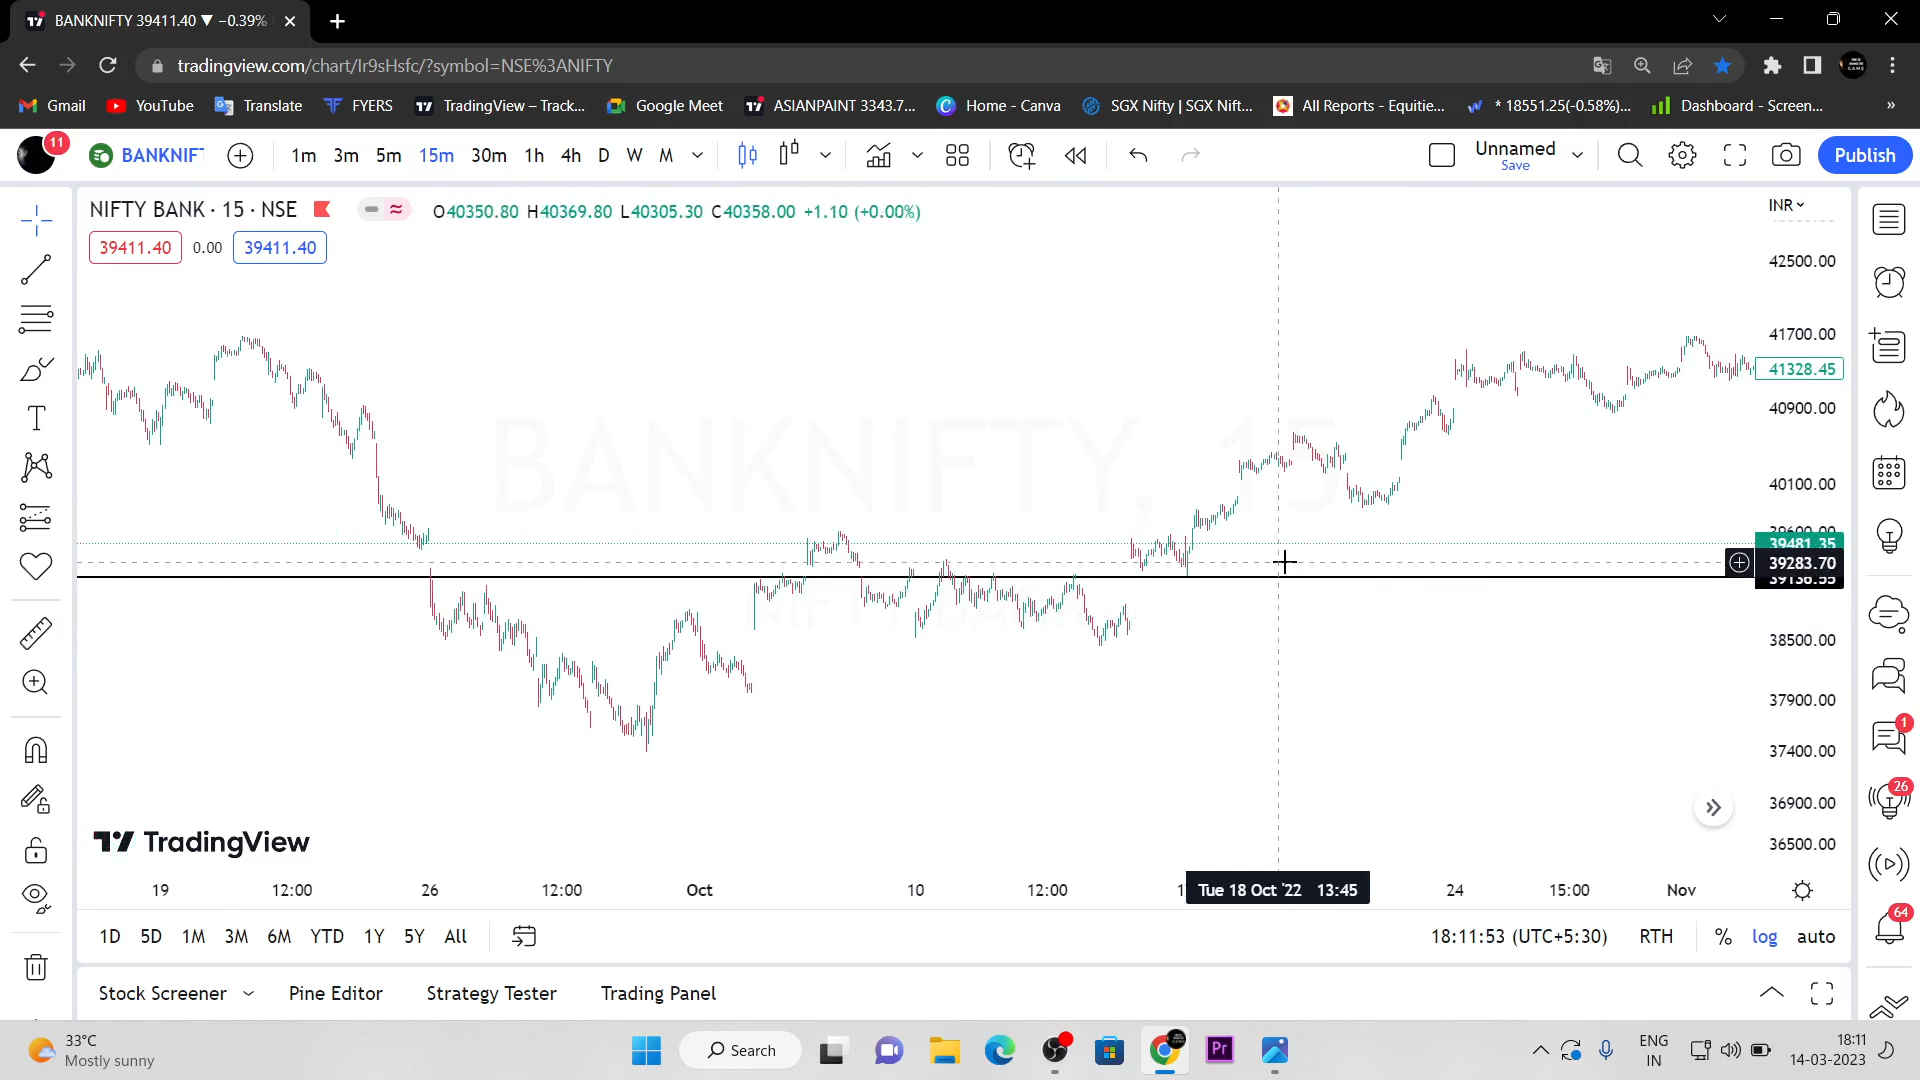 BANKNIFTY 39411.40 ▼ −0.39%
tradingview.com/chart/Ir9sHsfc/?symbol=NSE%3ANIFTY
Gmail YouTube Translate FYERS TradingView – Track... Google Meet ASIANPAINT 3343.7... Home - Canva SGX Nifty | SGX Nift... All Reports - Equitie... * 18551.25(-0.58%)... Dashboard - Screen... »
11 BANKNIF 1m 3m 5m 15m 30m 1h 4h D W M Unnamed Save Publish
NIFTY BANK · 15 · NSE O40350.80 H40369.80 L40305.30 C40358.00 +1.10 (+0.00%) INR
39411.40 0.00 39411.40
42500.00
41700.00
41328.45
40900.00
BANKNIFTY, 15
40100.00
39600.00
39481.35
39283.70
39136.55
38500.00
37900.00
1
37400.00
26
36900.00
TradingView
36500.00
19 12:00 26 12:00 Oct 10 12:00 1 Tue 18 Oct '22 13:45 24 15:00 Nov
64
1D 5D 1M 3M 6M YTD 1Y 5Y All 18:11:53 (UTC+5:30) RTH % log auto
Stock Screener Pine Editor Strategy Tester Trading Panel
33°C
Mostly sunny
Search
Pr
ENG
IN
18:11
14-03-2023